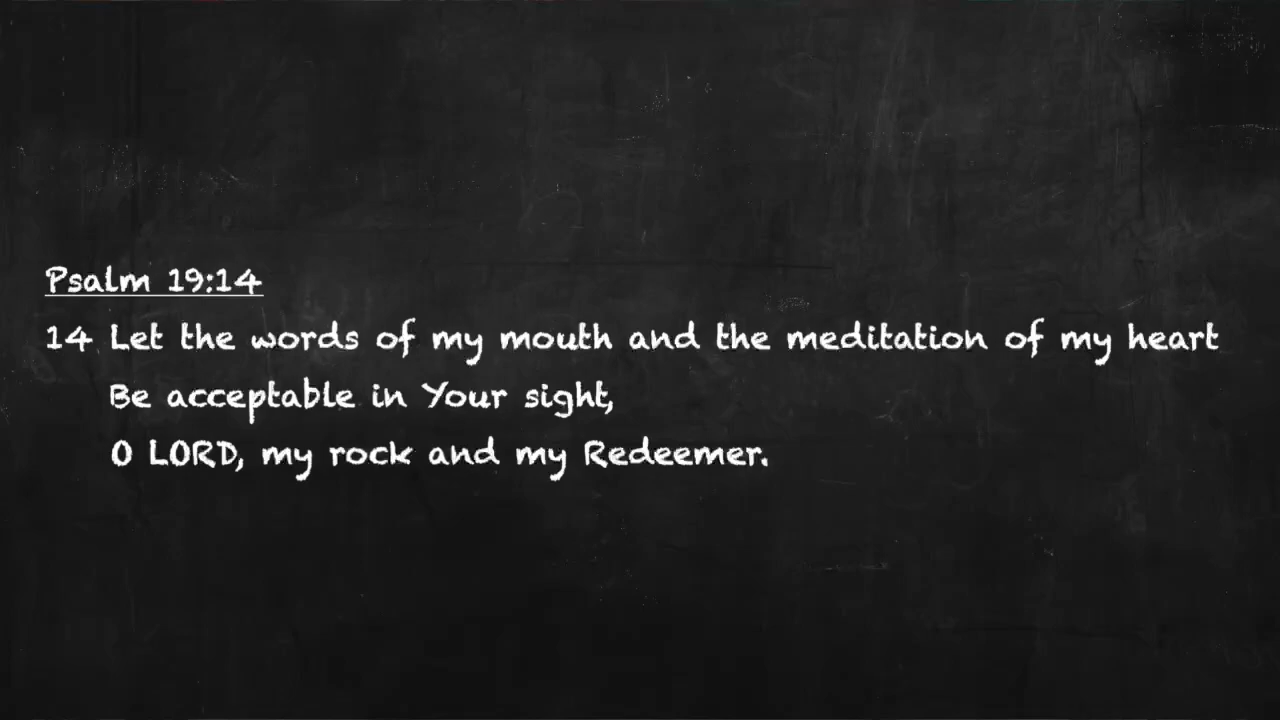 Psalm 19:14
14 Let the words of my mouth and the meditation of my heart
Be acceptable in Your sight,
O LORD, my rock and my Redeemer.